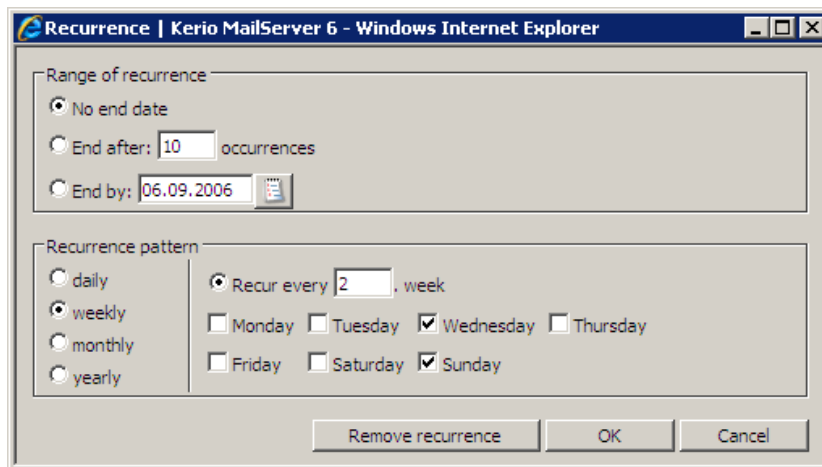 Recurrence | Kerio MailServer 6 - Windows Internet Explorer
Range of recurrence
No end date
End after: 10 occurrences
End by: 06.09.2006
Recurrence pattern
daily
weekly
monthly
yearly
Recur every 2 . week
Monday Tuesday Wednesday Thursday
Friday Saturday Sunday
Remove recurrence OK Cancel